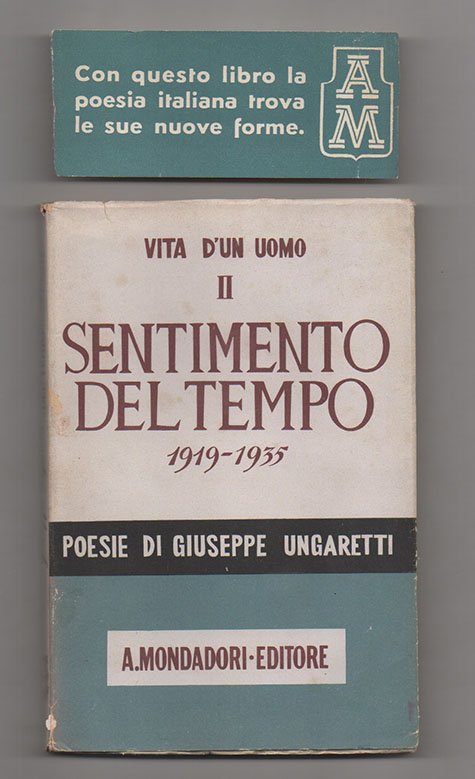 Con questo libro la
poesia italiana trova
le sue nuove forme.
A
M
VITA D'UN UOMO
II
SENTIMENTO
DEL TEMPO
1919-1935
POESIE DI GIUSEPPE UNGARETTI
A. MONDADORI · EDITORE